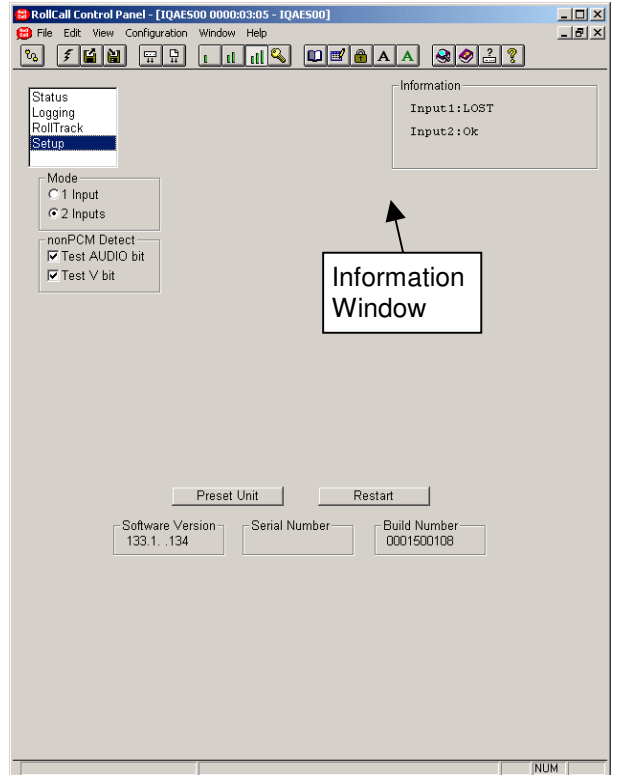 RollCall Control Panel - [IQAES00 0000:03:05 - IQAES00]
File Edit View Configuration Window Help
Status
Logging
RollTrack
Setup
Information
Input1:LOST
Input2:Ok
Mode
1 Input
2 Inputs
nonPCM Detect
Test AUDIO bit
Test V bit
Information
Window
Preset Unit Restart
Software Version Serial Number Build Number
133.1. .134 0001500108
NUM